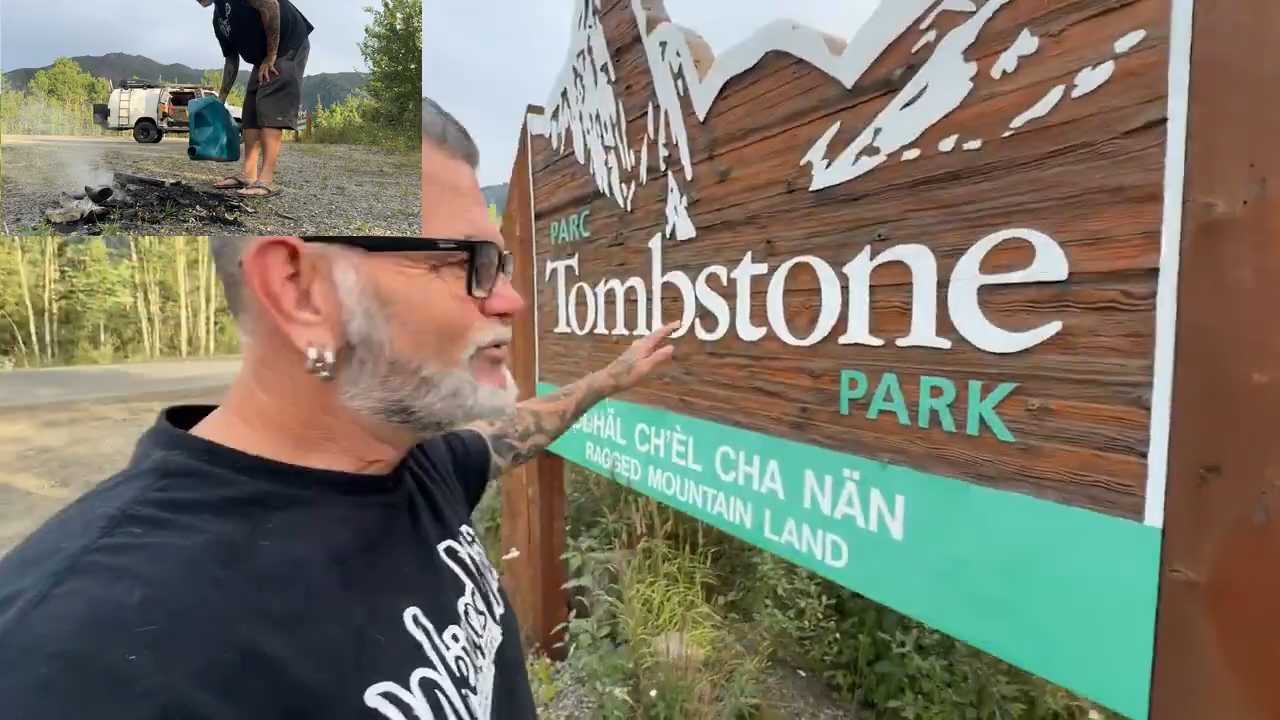 PARC
Tombstone
PARK
CH'ÈL CHA NÄN
RAGGED MOUNTAIN LAND